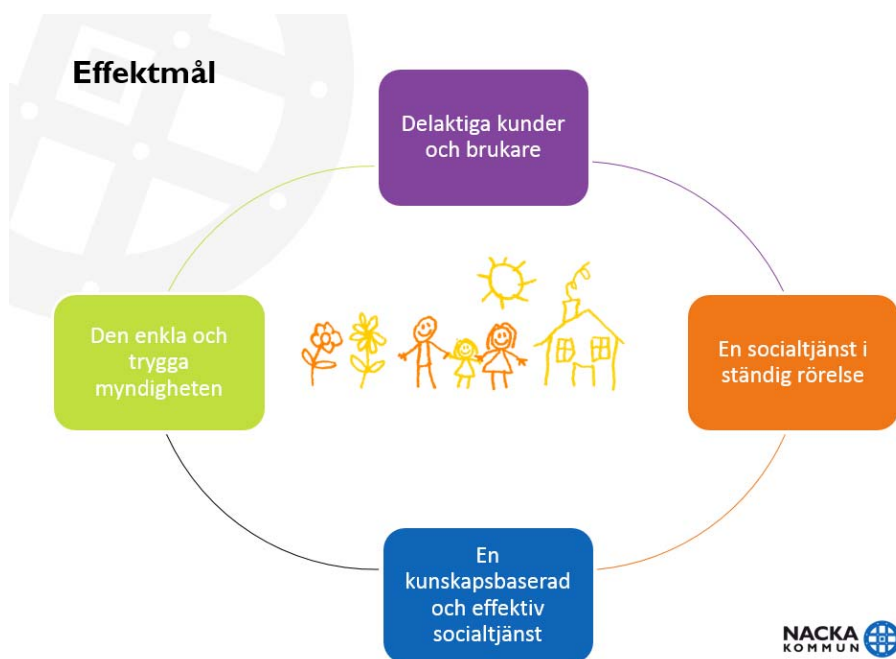 Effektmål
Delaktiga kunder
och brukare
Den enkla och
trygga
myndigheten
En socialtjänst i
ständig rörelse
En
kunskapsbaserad
och effektiv
socialtjänst
NACKA
KOMMUN